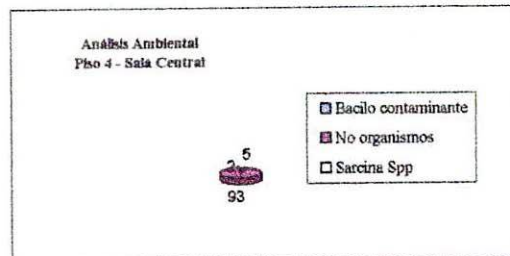 Análisis Ambiental
Piso 4 - Sala Central
Bacilo contaminante
No organismos
Sarcina Spp
2 5
93